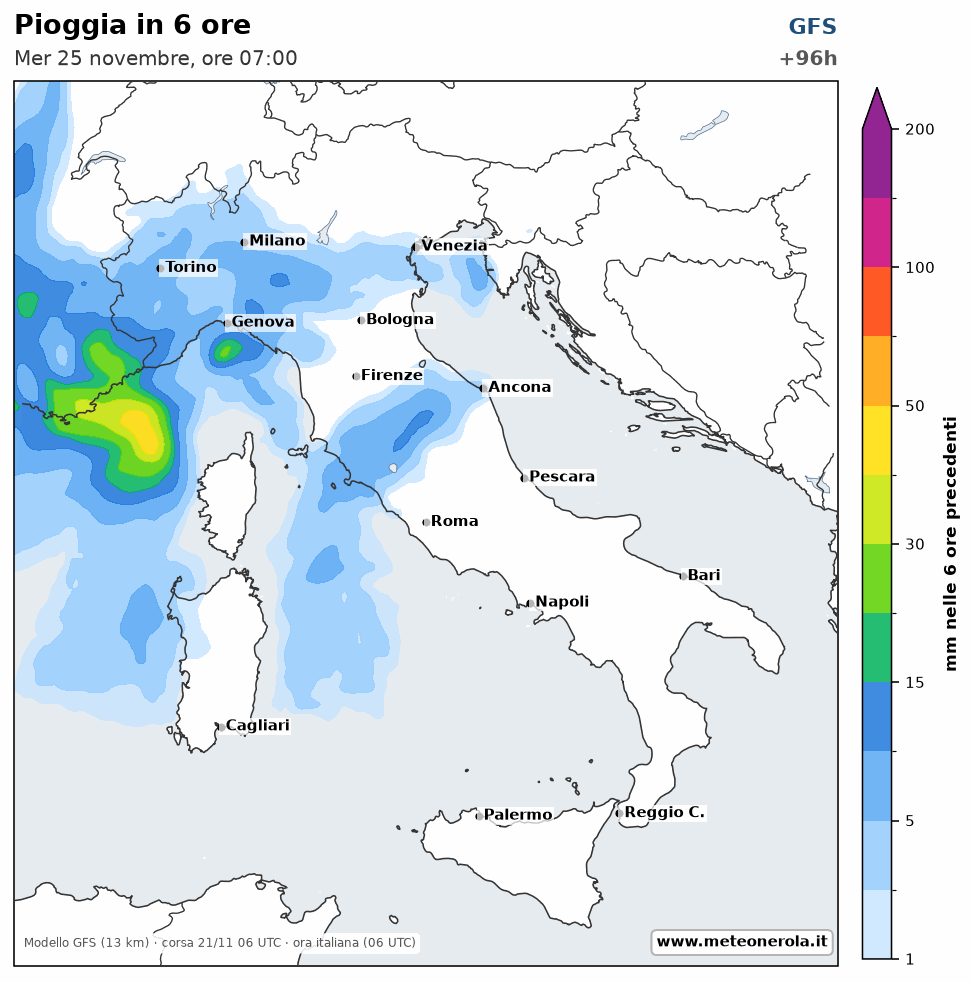 Pioggia in 6 ore
GFS
Mer 25 novembre, ore 07:00
+96h
Milano
Venezia
Torino
Genova
Bologna
Firenze
Ancona
Pescara
Roma
Bari
Napoli
Cagliari
Palermo
Reggio C.
200
100
50
30
15
5
1
mm nelle 6 ore precedenti
Modello GFS (13 km) · corsa 21/11 06 UTC · ora italiana (06 UTC)
www.meteonerola.it